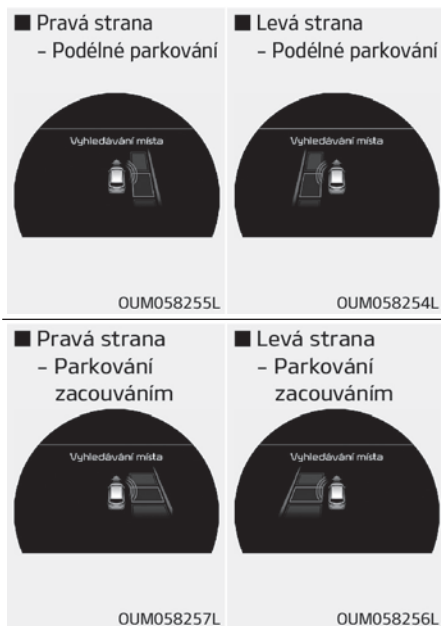 ■ Pravá strana
– Podélné parkování
Vyhledávání místa
OUM058255L
■ Levá strana
– Podélné parkování
Vyhledávání místa
OUM058254L
■ Pravá strana
– Parkování
zacouváním
Vyhledávání místa
OUM058257L
■ Levá strana
– Parkování
zacouváním
Vyhledávání místa
OUM058256L